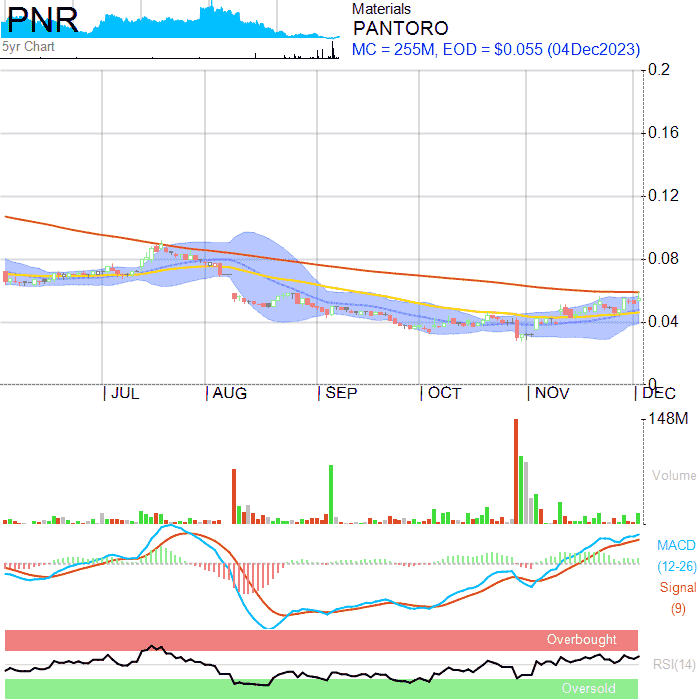 PNR
5yr Chart
Materials
PANTORO
MC = 255M, EOD = $0.055 (04Dec2023)
0.2
0.16
0.12
0.08
0.04
0
JUL AUG SEP OCT NOV DEC
148M
Volume
MACD
(12-26)
Signal
(9)
Overbought
RSI(14)
Oversold